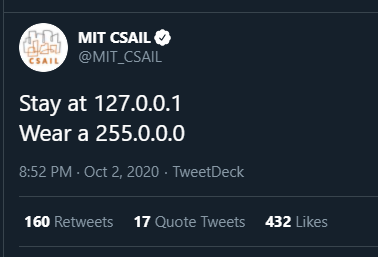 CSAIL
MIT CSAIL
@MIT_CSAIL
Stay at 127.0.0.1
Wear a 255.0.0.0
8:52 PM · Oct 2, 2020 · TweetDeck
160 Retweets 17 Quote Tweets 432 Likes